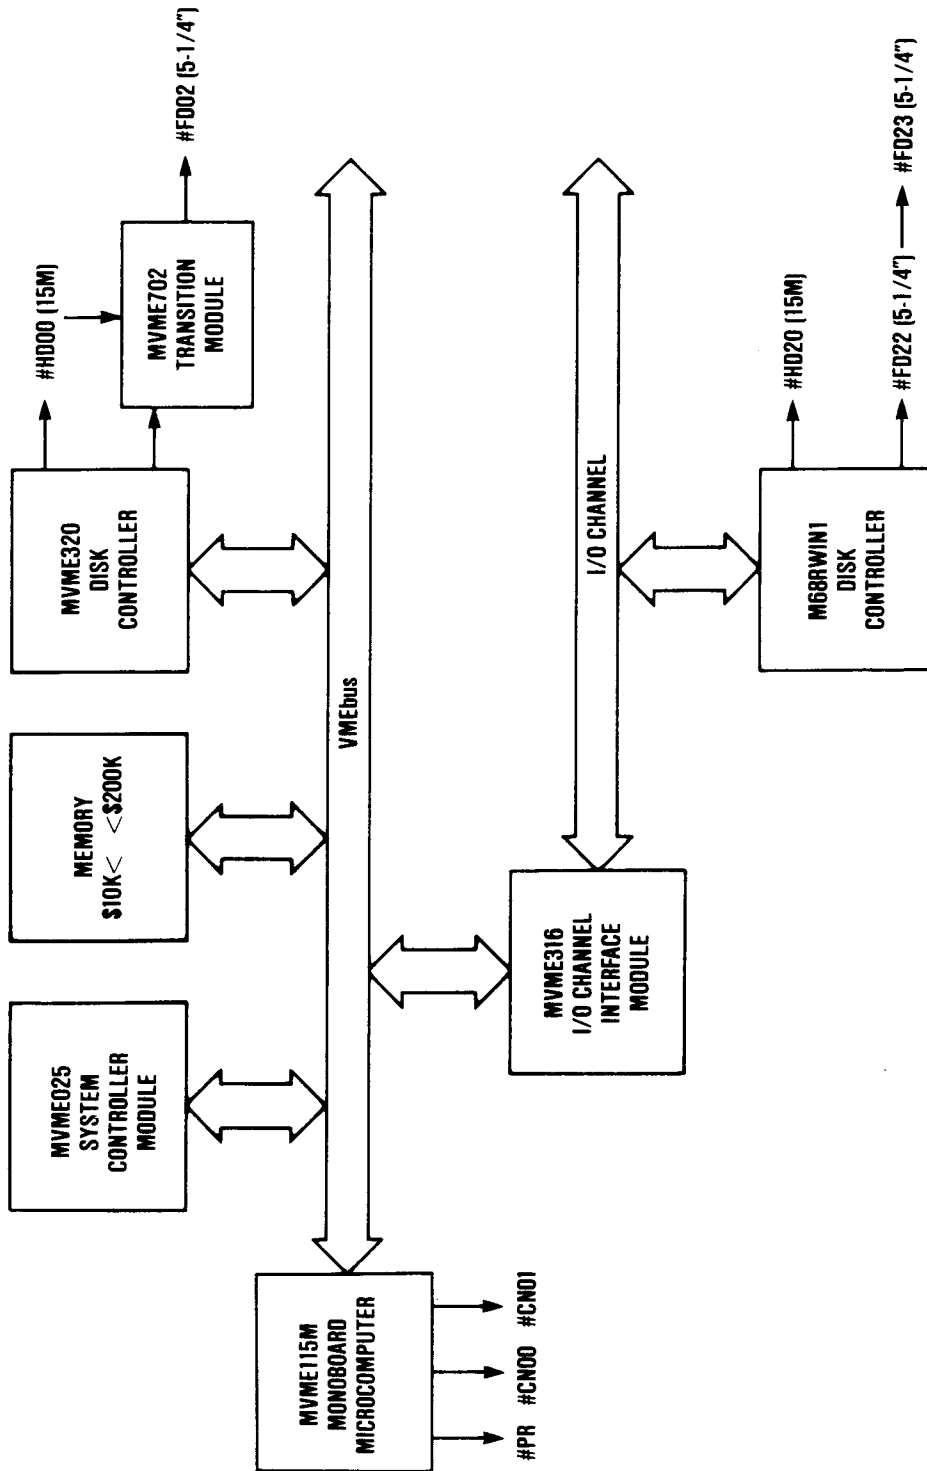 MVME025
SYSTEM
CONTROLLER
MODULE
MEMORY
$10K< <$200K
MVME320
DISK
CONTROLLER
#HD00 (15M)
MVME702
TRANSITION
MODULE
#FD02 (5-1/4")
MVME115M
MONOBOARD
MICROCOMPUTER
VMEbus
#PR #CN00 #CN01
MVME316
I/O CHANNEL
INTERFACE
MODULE
I/O CHANNEL
M68RWIN1
DISK
CONTROLLER
#HD20 (15M)
#FD22 (5-1/4") #FD23 (5-1/4")